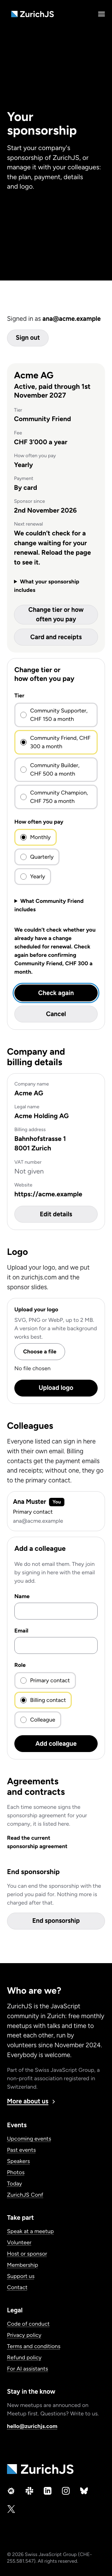 ZurichJS
Your
sponsorship
Start your company's
sponsorship of ZurichJS, or
manage it with your colleagues:
the plan, payment, details
and logo.
Signed in as ana@acme.example
Sign out
Acme AG
Active, paid through 1st
November 2027
Tier
Community Friend
Fee
CHF 3'000 a year
How often you pay
Yearly
Payment
By card
Sponsor since
2nd November 2026
Next renewal
We couldn't check for a
change waiting for your
renewal. Reload the page
to see it.
What your sponsorship
includes
Change tier or how
often you pay
Card and receipts
Change tier or
how often you pay
Tier
Community Supporter,
CHF 150 a month
Community Friend, CHF
300 a month
Community Builder,
CHF 500 a month
Community Champion,
CHF 750 a month
How often you pay
Monthly
Quarterly
Yearly
What Community Friend
includes
We couldn't check whether you
already have a change
scheduled for renewal. Check
again before confirming
Community Friend, CHF 300 a
month.
Check again
Cancel
Company and
billing details
Company name
Acme AG
Legal name
Acme Holding AG
Billing address
Bahnhofstrasse 1
8001 Zurich
VAT number
Not given
Website
https://acme.example
Edit details
Logo
Upload your logo, and we put
it on zurichjs.com and the
sponsor slides.
Upload your logo
SVG, PNG or WebP, up to 2 MB.
A version for a white background
works best.
Choose a file
No file chosen
Upload logo
Colleagues
Everyone listed can sign in here
with their own email. Billing
contacts get the payment emails
and receipts; without one, they go
to the primary contact.
Ana Muster You
Primary contact
ana@acme.example
Add a colleague
We do not email them. They join
by signing in here with the email
you add.
Name
Email
Role
Primary contact
Billing contact
Colleague
Add colleague
Agreements
and contracts
Each time someone signs the
sponsorship agreement for your
company, it is listed here.
Read the current
sponsorship agreement
End sponsorship
You can end the sponsorship within the
period you paid for. Nothing more is
charged after that.
End sponsorship
Who are we?
ZurichJS is the JavaScript
community in Zurich: free monthly
meetups with talks and time to
meet each other, run by
volunteers since November 2024.
Everybody is welcome.
Part of the Swiss JavaScript Group, a
non-profit association registered in
Switzerland.
More about us
Events
Upcoming events
Past events
Speakers
Photos
Today
ZurichJS Conf
Take part
Speak at a meetup
Volunteer
Host or sponsor
Membership
Support us
Contact
Legal
Code of conduct
Privacy policy
Terms and conditions
Refund policy
For AI assistants
Stay in the know
New meetups are announced on
Meetup first. Questions? Write to us.
hello@zurichjs.com
ZurichJS
© 2026 Swiss JavaScript Group (CHE-
255.581.547). All rights reserved.